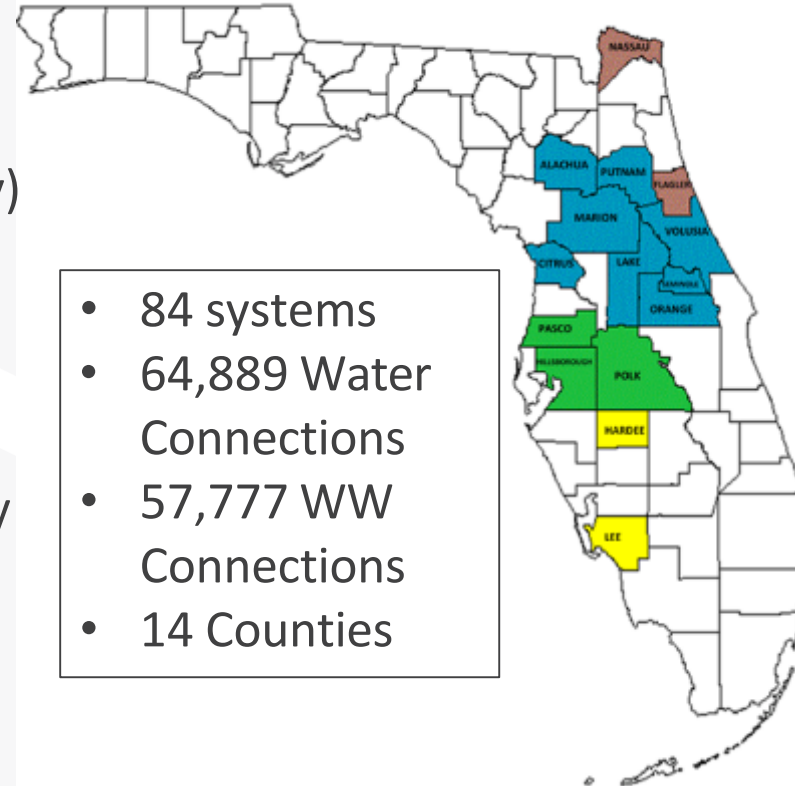 NASSAU
ALACHUA
PUTNAM
FLAGLER
MARION
VOLUSIA
CITRUS
LAKE
SEMINOLE
ORANGE
PASCO
HILLSBOROUGH
POLK
HARDEE
LEE
)
y
• 84 systems
• 64,889 Water
Connections
• 57,777 WW
Connections
• 14 Counties